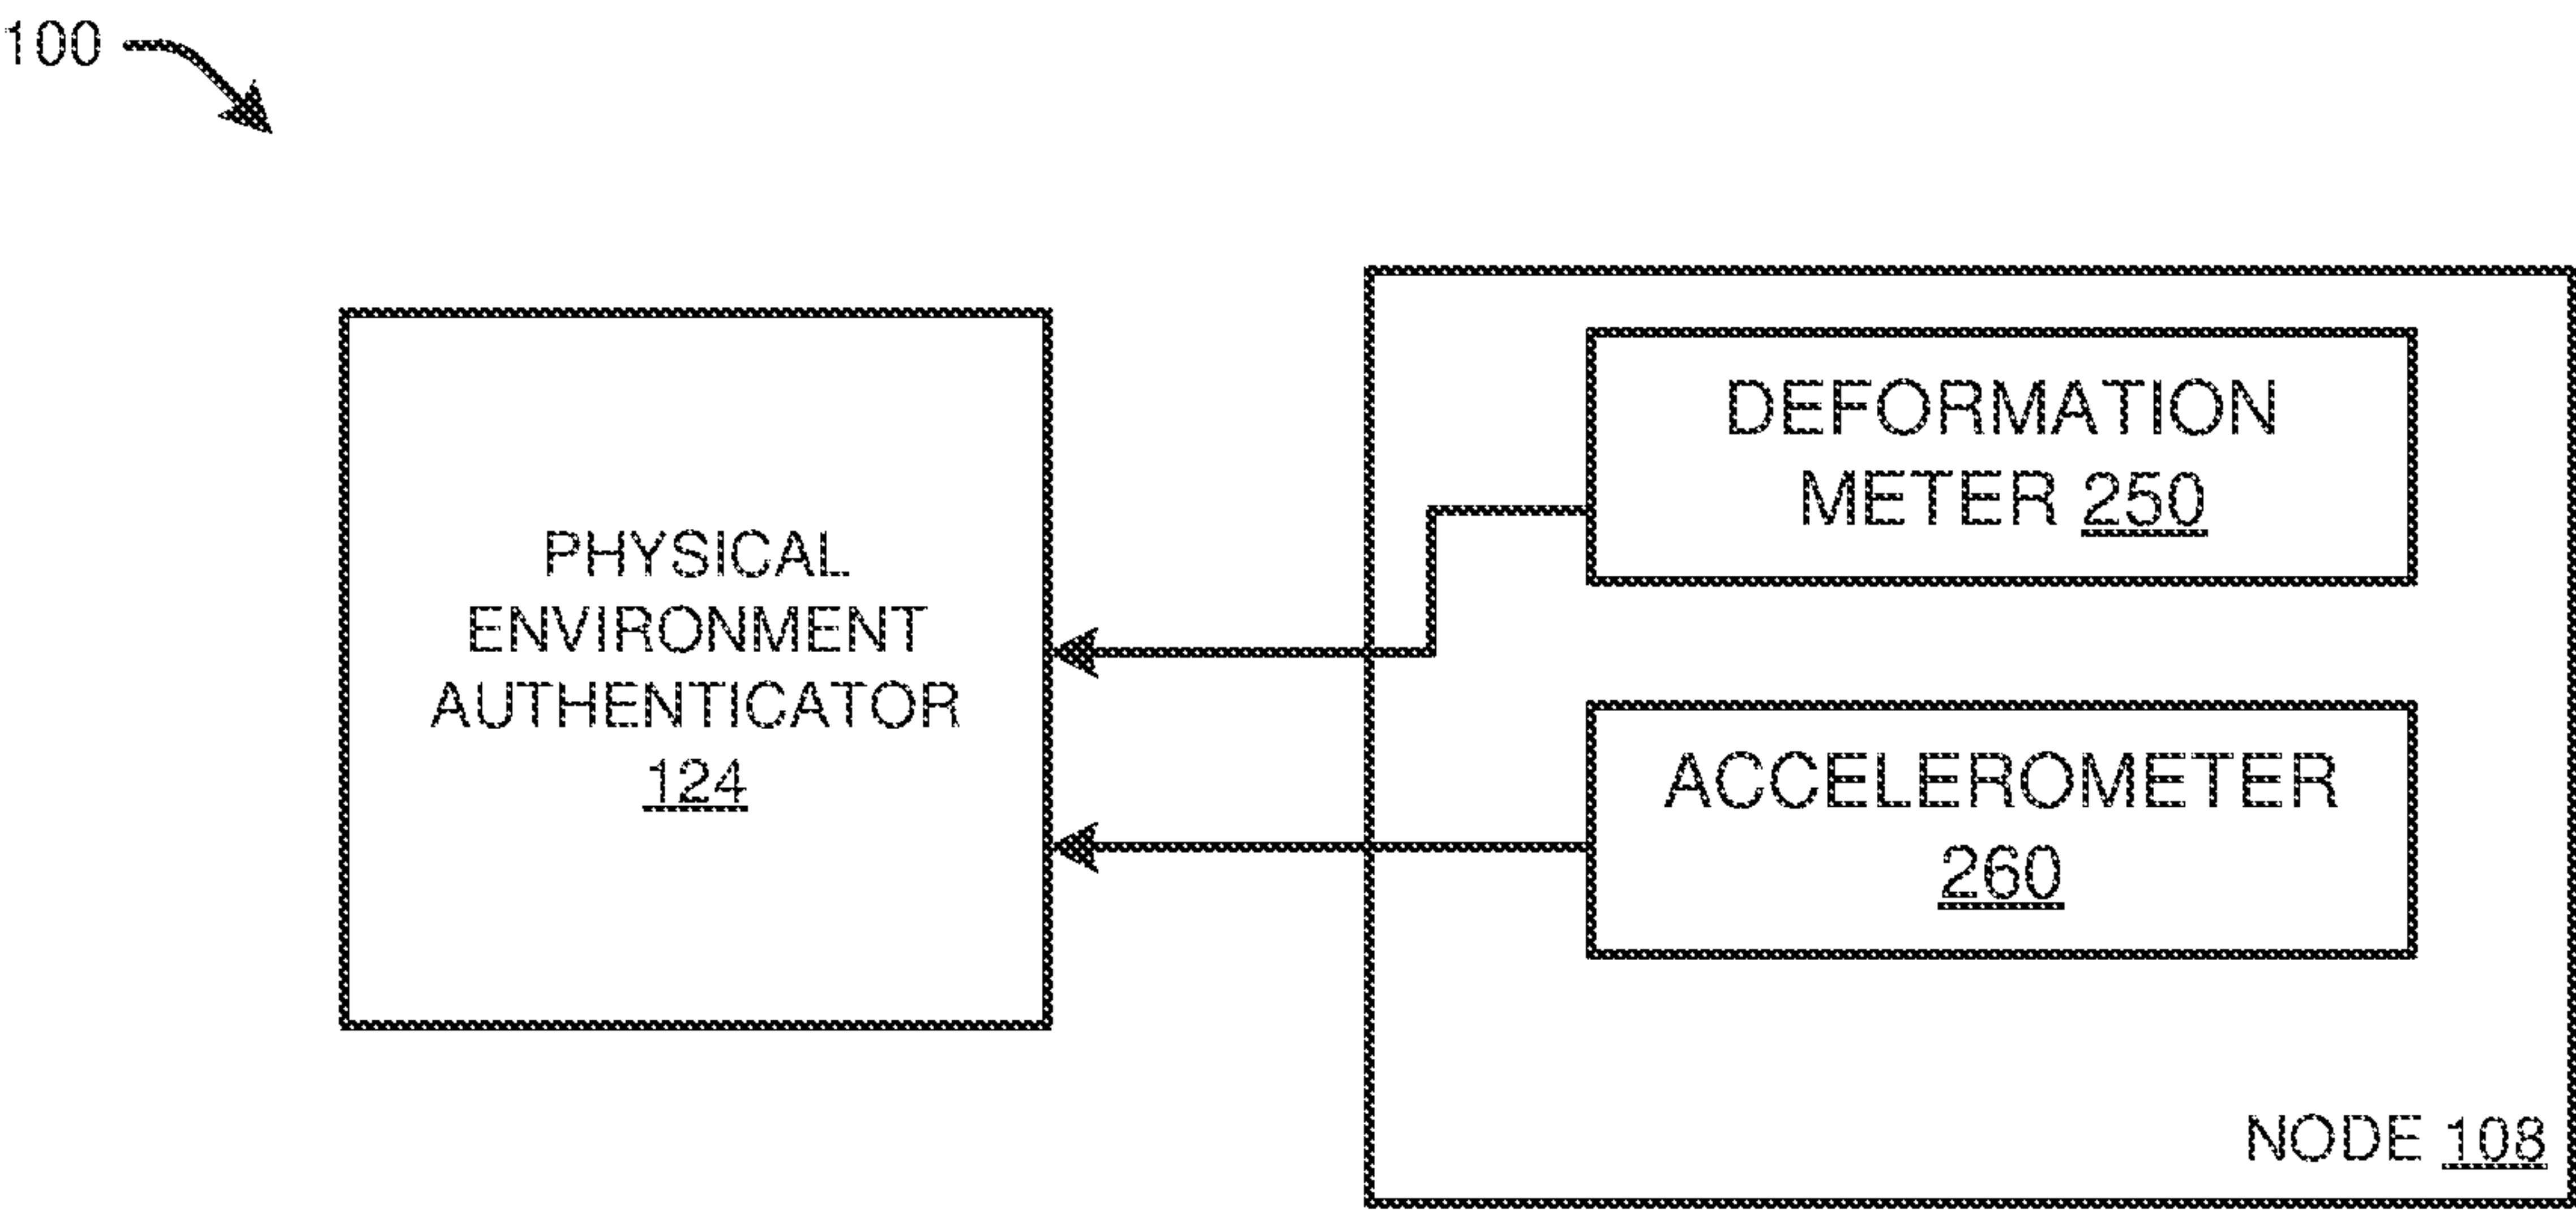 100
PHYSICAL
ENVIRONMENT
AUTHENTICATOR
124
DEFORMATION
METER 250
ACCELEROMETER
260
NODE 108